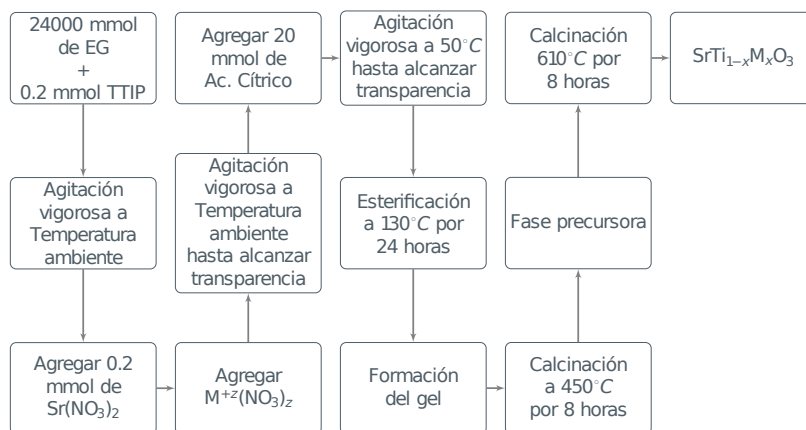 24000 mmol
de EG
+
0.2 mmol TTIP
Agitación
vigorosa a
Temperatura
ambiente
Agregar 0.2
mmol de
Sr(NO₃)₂
Agregar
M⁺ᶻ(NO₃)z
Agitación
vigorosa a
Temperatura
ambiente
hasta alcanzar
transparencia
Agregar 20
mmol de
Ac. Cítrico
Agitación
vigorosa a 50°C
hasta alcanzar
transparencia
Esterificación
a 130°C por
24 horas
Formación
del gel
Calcinación
a 450°C
por 8 horas
Fase precursora
Calcinación
610°C por
8 horas
SrTi₁₋ₓMₓO₃